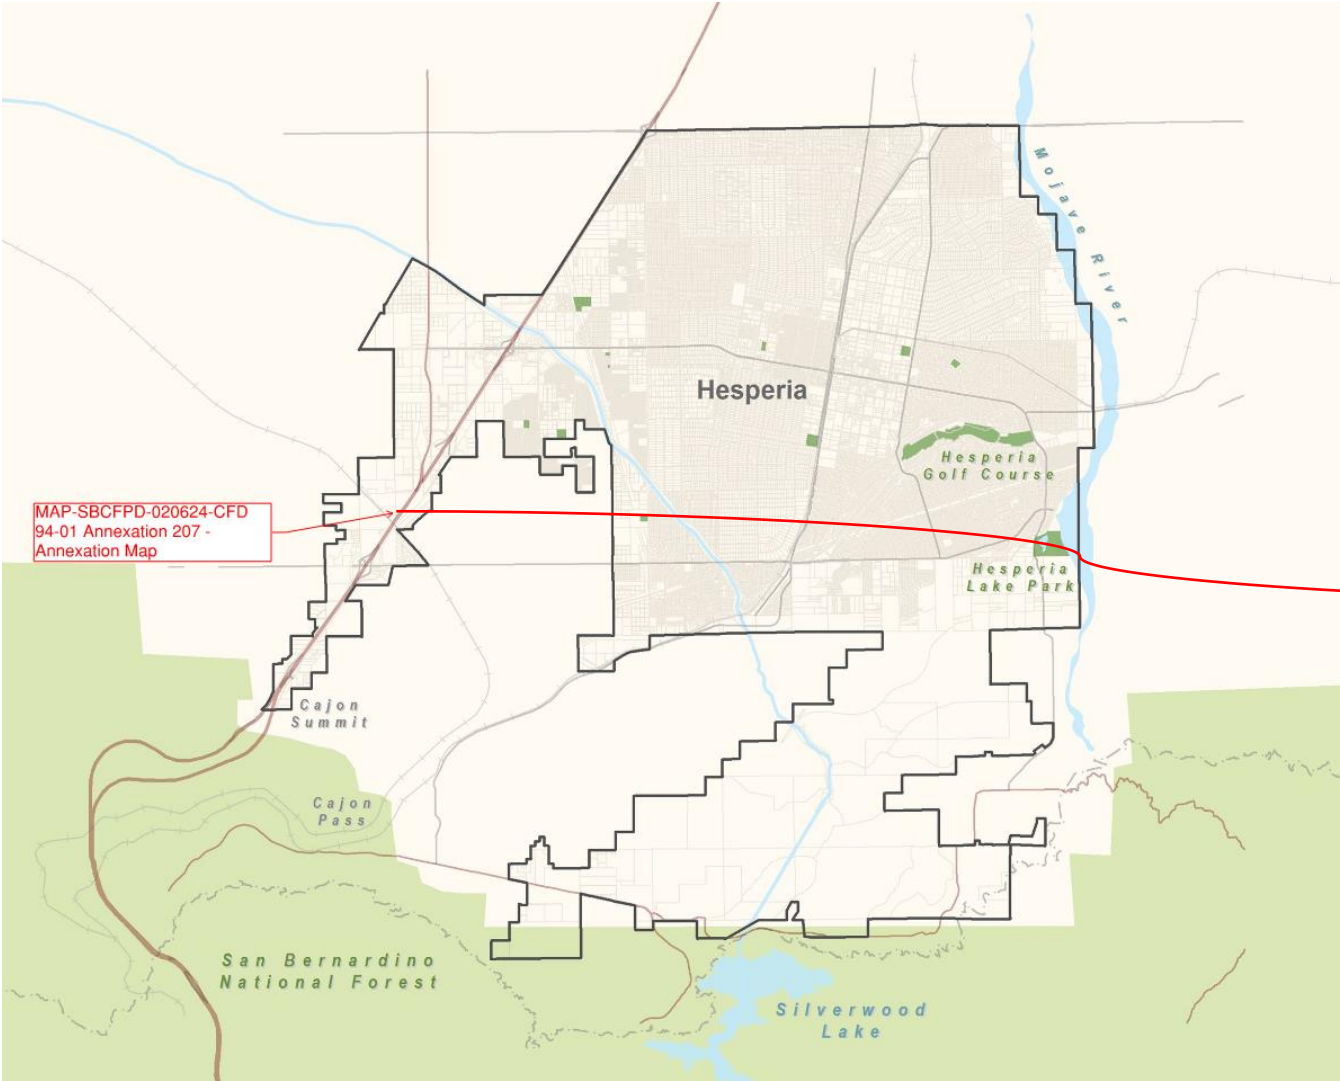 Mojave River
Hesperia
Hesperia
Golf Course
MAP-SBCFPD-020624-CFD
94-01 Annexation 207 -
Annexation Map
Hesperia
Lake Park
Cajon
Summit
Cajon
Pass
San Bernardino
National Forest
Silverwood
Lake